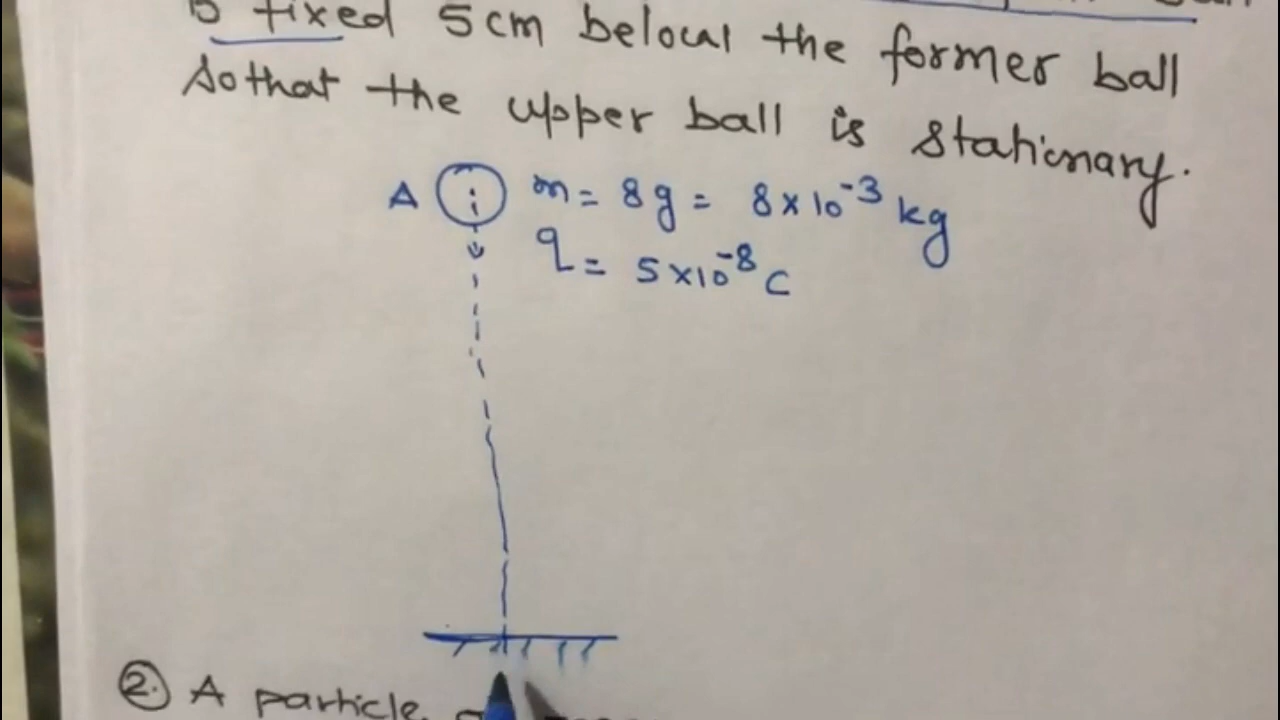 fixed 5cm belowl the former ball
so that the upper ball is stationary.
A m = 8g = 8×10⁻³ kg
q = 5×10⁻⁸ C
② A particle